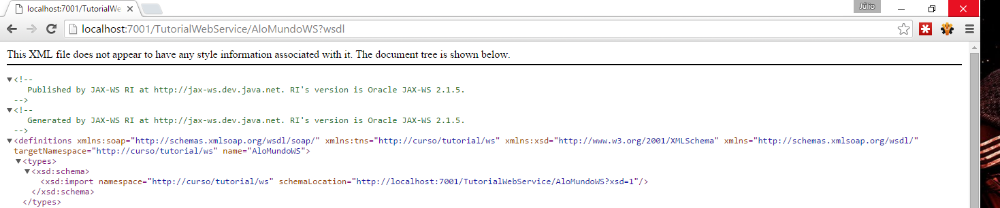 localhost:7001/TutorialWe
Júlio
localhost:7001/TutorialWebService/AloMundoWS?wsdl
This XML file does not appear to have any style information associated with it. The document tree is shown below.
▼<!--
Published by JAX-WS RI at http://jax-ws.dev.java.net. RI's version is Oracle JAX-WS 2.1.5.
-->
▼<!--
Generated by JAX-WS RI at http://jax-ws.dev.java.net. RI's version is Oracle JAX-WS 2.1.5.
-->
▼<definitions xmlns:soap="http://schemas.xmlsoap.org/wsdl/soap/" xmlns:tns="http://curso/tutorial/ws" xmlns:xsd="http://www.w3.org/2001/XMLSchema" xmlns="http://schemas.xmlsoap.org/wsdl/"
targetNamespace="http://curso/tutorial/ws" name="AloMundoWS">
▼<types>
▼<xsd:schema>
<xsd:import namespace="http://curso/tutorial/ws" schemaLocation="http://localhost:7001/TutorialWebService/AloMundoWS?xsd=1"/>
</xsd:schema>
</types>